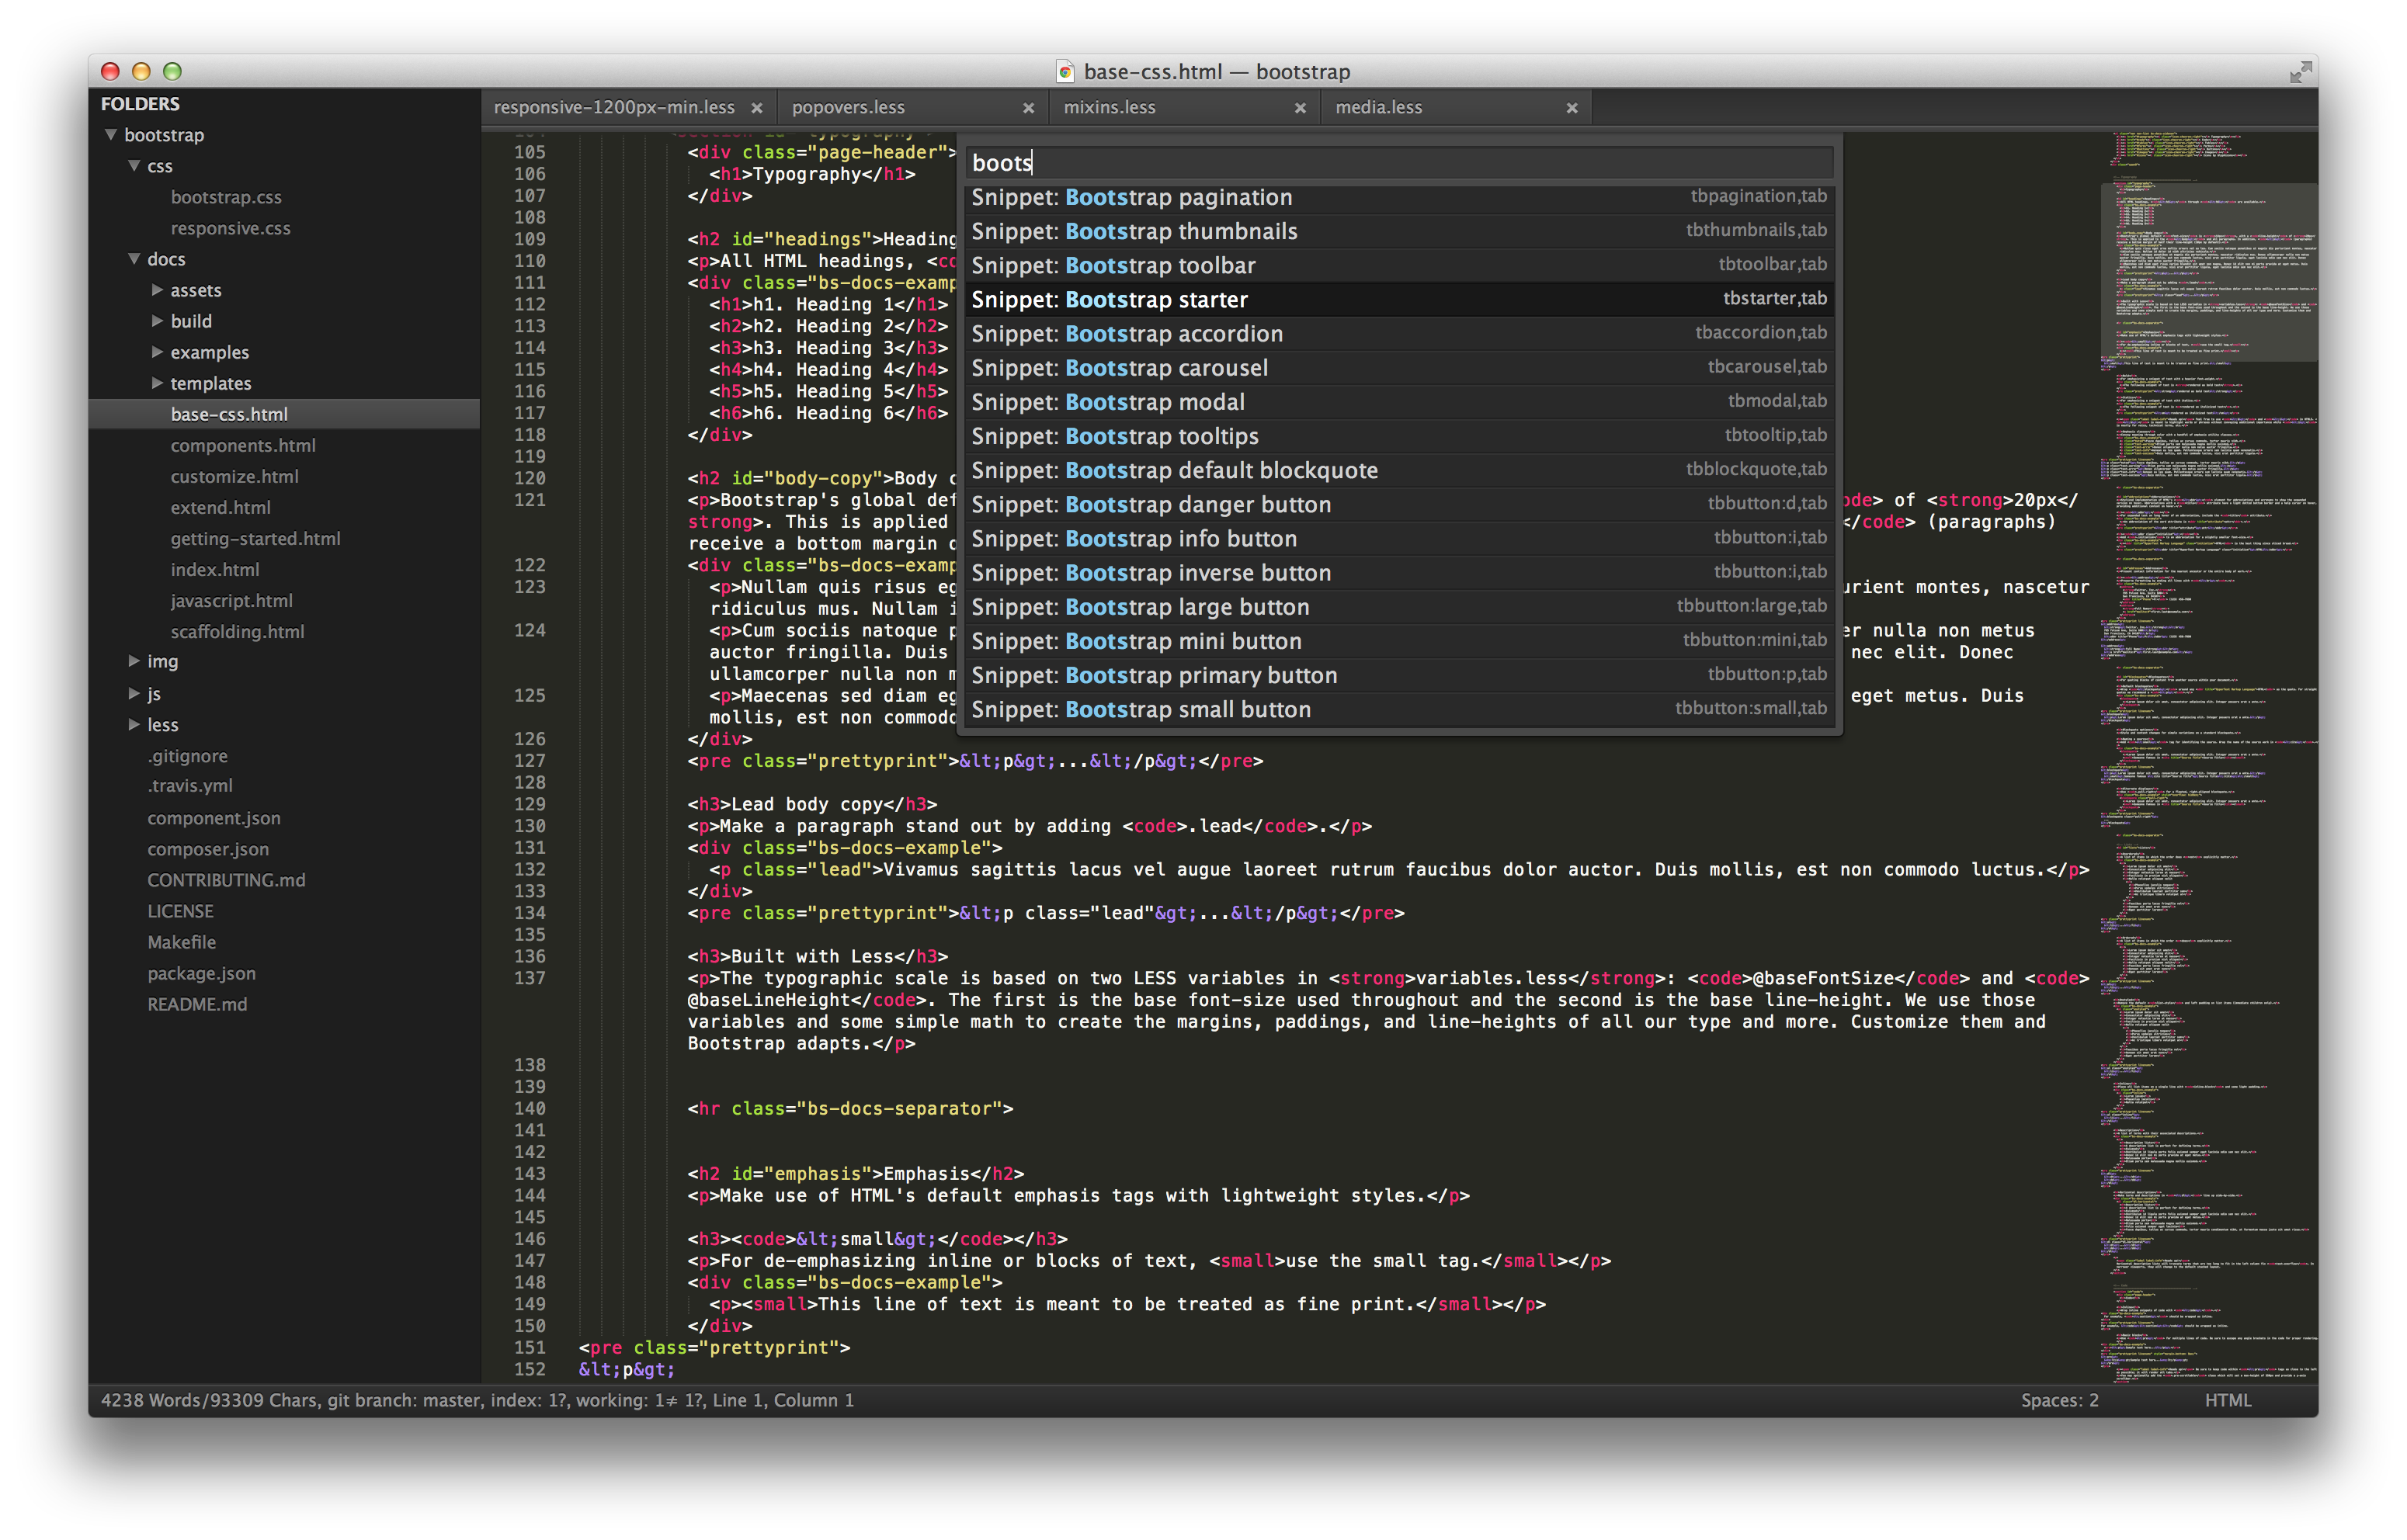 base-css.html — bootstrap
FOLDERS
bootstrap
css
bootstrap.css
responsive.css
docs
assets
build
examples
templates
base-css.html
components.html
customize.html
extend.html
getting-started.html
index.html
javascript.html
scaffolding.html
img
js
less
.gitignore
.travis.yml
component.json
composer.json
CONTRIBUTING.md
LICENSE
Makefile
package.json
README.md
responsive-1200px-min.less × popovers.less × mixins.less × media.less ×
boots
Snippet: Bootstrap pagination tbpagination,tab
Snippet: Bootstrap thumbnails tbthumbnails,tab
Snippet: Bootstrap toolbar tbtoolbar,tab
Snippet: Bootstrap starter tbstarter,tab
Snippet: Bootstrap accordion tbaccordion,tab
Snippet: Bootstrap carousel tbcarousel,tab
Snippet: Bootstrap modal tbmodal,tab
Snippet: Bootstrap tooltips tbtooltip,tab
Snippet: Bootstrap default blockquote tbblockquote,tab
Snippet: Bootstrap danger button tbbutton:d,tab
Snippet: Bootstrap info button tbbutton:i,tab
Snippet: Bootstrap inverse button tbbutton:i,tab
Snippet: Bootstrap large button tbbutton:large,tab
Snippet: Bootstrap mini button tbbutton:mini,tab
Snippet: Bootstrap primary button tbbutton:p,tab
Snippet: Bootstrap small button tbbutton:small,tab
105 <div class="page-header">
106 <h1>Typography</h1>
107 </div>
108
109 <h2 id="headings">Heading
110 <p>All HTML headings, <co
111 <div class="bs-docs-examp
112 <h1>h1. Heading 1</h1>
113 <h2>h2. Heading 2</h2>
114 <h3>h3. Heading 3</h3>
115 <h4>h4. Heading 4</h4>
116 <h5>h5. Heading 5</h5>
117 <h6>h6. Heading 6</h6>
118 </div>
119
120 <h2 id="body-copy">Body c
121 <p>Bootstrap's global def ode> of <strong>20px</
strong>. This is applied </code> (paragraphs)
receive a bottom margin o
122 <div class="bs-docs-examp
123 <p>Nullam quis risus eg urient montes, nascetur
ridiculus mus. Nullam i
124 <p>Cum sociis natoque p er nulla non metus
auctor fringilla. Duis nec elit. Donec
ullamcorper nulla non m
125 <p>Maecenas sed diam eg eget metus. Duis
mollis, est non commodo
126 </div>
127 <pre class="prettyprint">&lt;p&gt;...&lt;/p&gt;</pre>
128
129 <h3>Lead body copy</h3>
130 <p>Make a paragraph stand out by adding <code>.lead</code>.</p>
131 <div class="bs-docs-example">
132 <p class="lead">Vivamus sagittis lacus vel augue laoreet rutrum faucibus dolor auctor. Duis mollis, est non commodo luctus.</p>
133 </div>
134 <pre class="prettyprint">&lt;p class="lead"&gt;...&lt;/p&gt;</pre>
135
136 <h3>Built with Less</h3>
137 <p>The typographic scale is based on two LESS variables in <strong>variables.less</strong>: <code>@baseFontSize</code> and <code>
@baseLineHeight</code>. The first is the base font-size used throughout and the second is the base line-height. We use those
variables and some simple math to create the margins, paddings, and line-heights of all our type and more. Customize them and
Bootstrap adapts.</p>
138
139
140 <hr class="bs-docs-separator">
141
142
143 <h2 id="emphasis">Emphasis</h2>
144 <p>Make use of HTML's default emphasis tags with lightweight styles.</p>
145
146 <h3><code>&lt;small&gt;</code></h3>
147 <p>For de-emphasizing inline or blocks of text, <small>use the small tag.</small></p>
148 <div class="bs-docs-example">
149 <p><small>This line of text is meant to be treated as fine print.</small></p>
150 </div>
151 <pre class="prettyprint">
152 &lt;p&gt;
4238 Words/93309 Chars, git branch: master, index: 1?, working: 1≠ 1?, Line 1, Column 1 Spaces: 2 HTML